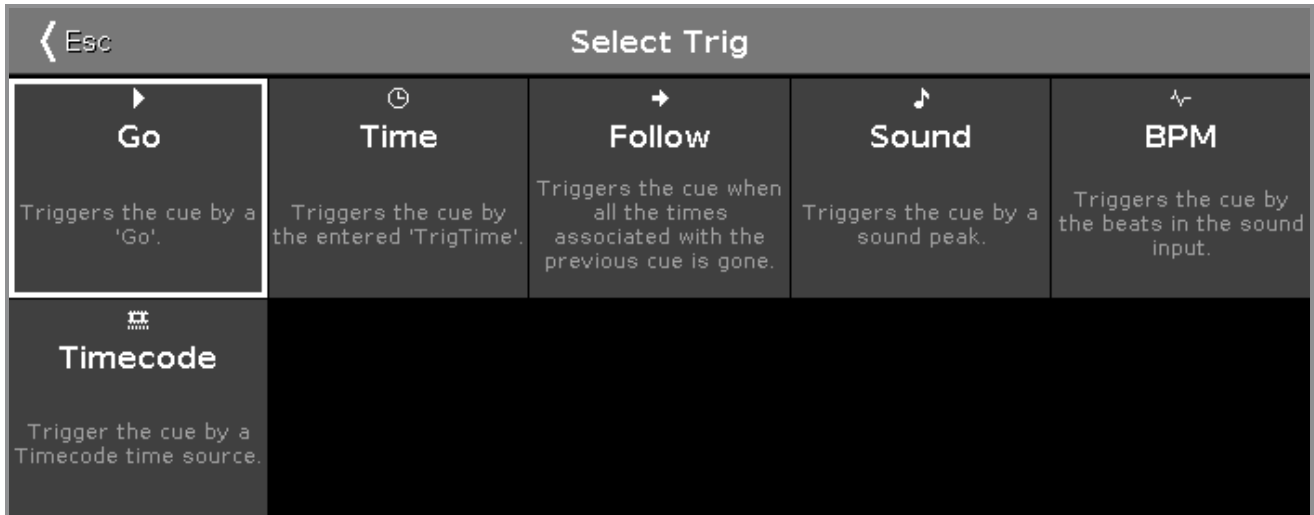 Esc
Select Trig
Go
Triggers the cue by a
'Go'.
Time
Triggers the cue by
the entered 'TrigTime'.
Follow
Triggers the cue when
all the times
associated with the
previous cue is gone.
Sound
Triggers the cue by a
sound peak.
BPM
Triggers the cue by
the beats in the sound
input.
Timecode
Trigger the cue by a
Timecode time source.